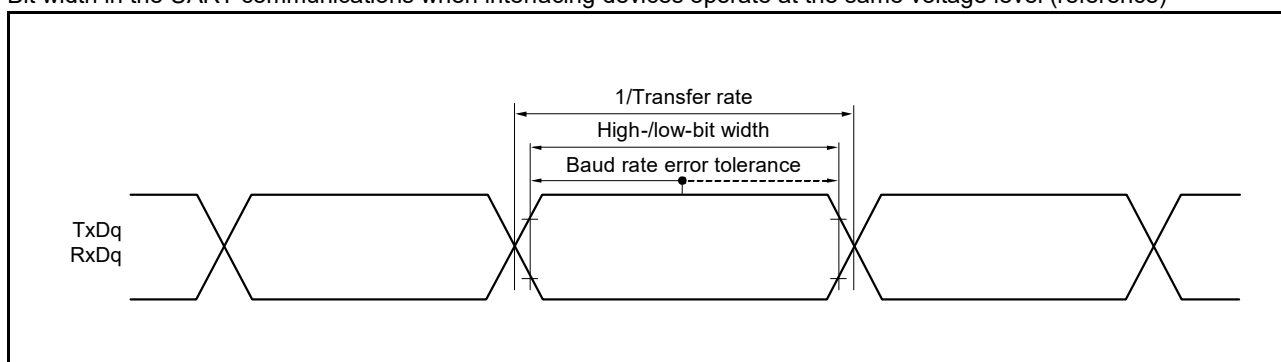 Bit width in the UART communications when interfacing devices operate at the same voltage level (reference)
1/Transfer rate
High-/low-bit width
Baud rate error tolerance
TxDq
RxDq